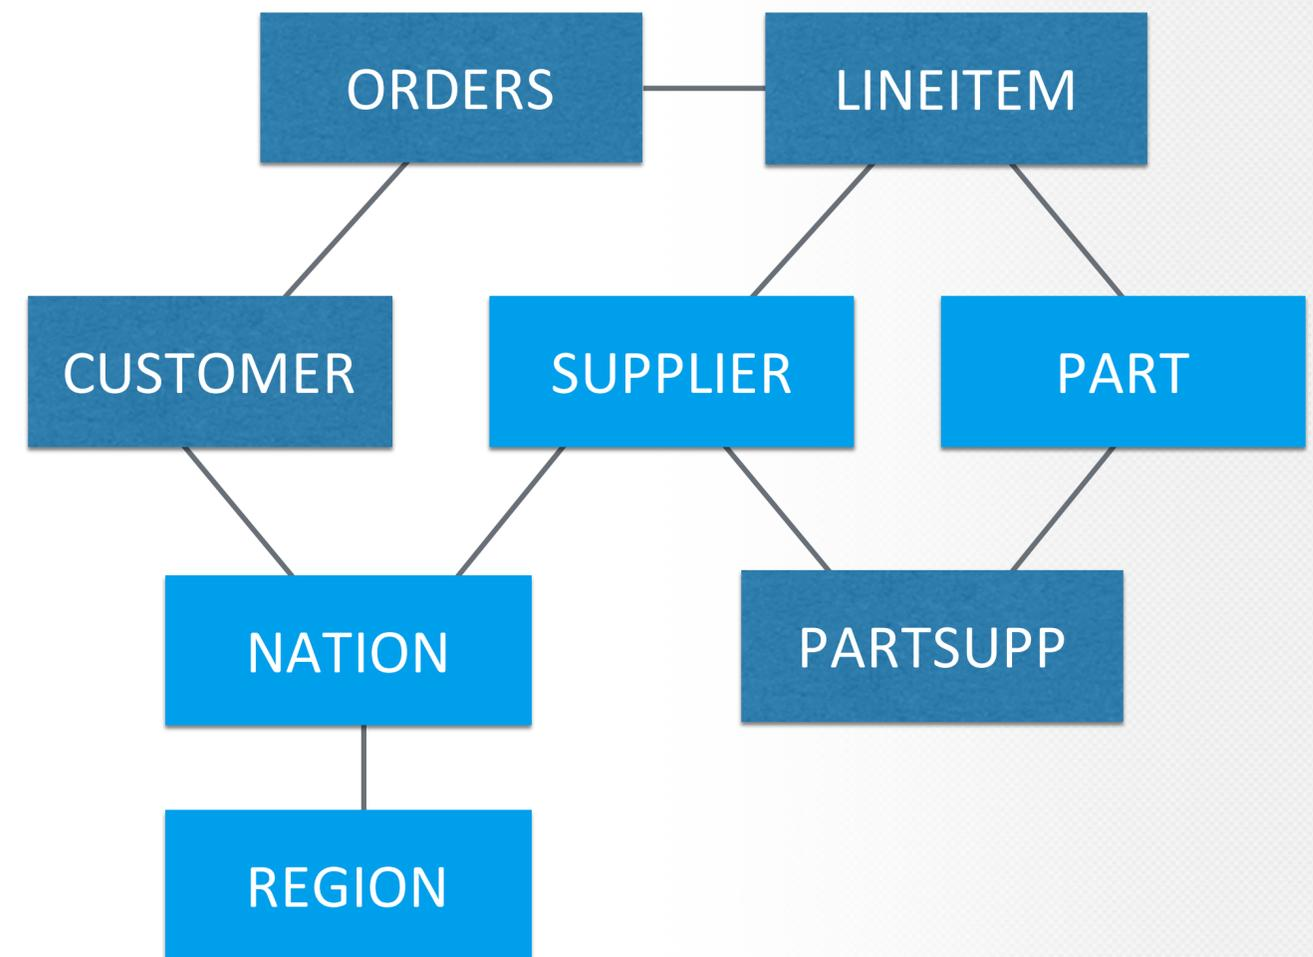 ORDERS
LINEITEM
CUSTOMER
SUPPLIER
PART
NATION
PARTSUPP
REGION